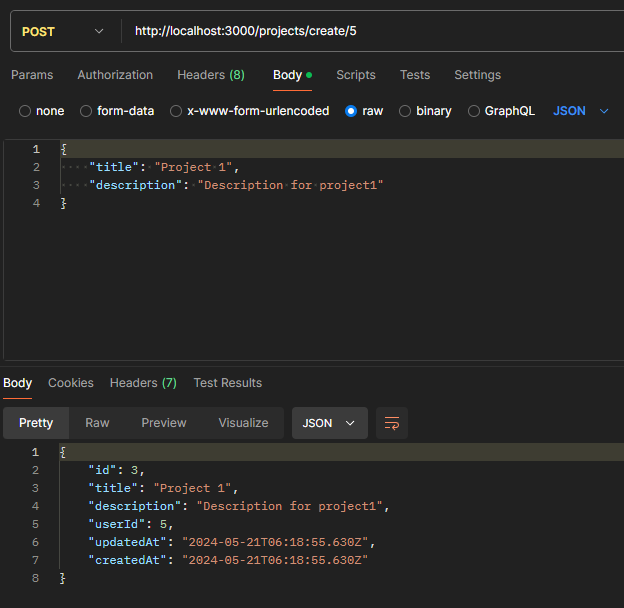 POST http://localhost:3000/projects/create/5
Params Authorization Headers (8) Body Scripts Tests Settings
none form-data x-www-form-urlencoded raw binary GraphQL JSON
1 {
2 "title": "Project 1",
3 "description": "Description for project1"
4 }
Body Cookies Headers (7) Test Results
Pretty Raw Preview Visualize JSON
1 {
2 "id": 3,
3 "title": "Project 1",
4 "description": "Description for project1",
5 "userId": 5,
6 "updatedAt": "2024-05-21T06:18:55.630Z",
7 "createdAt": "2024-05-21T06:18:55.630Z"
8 }